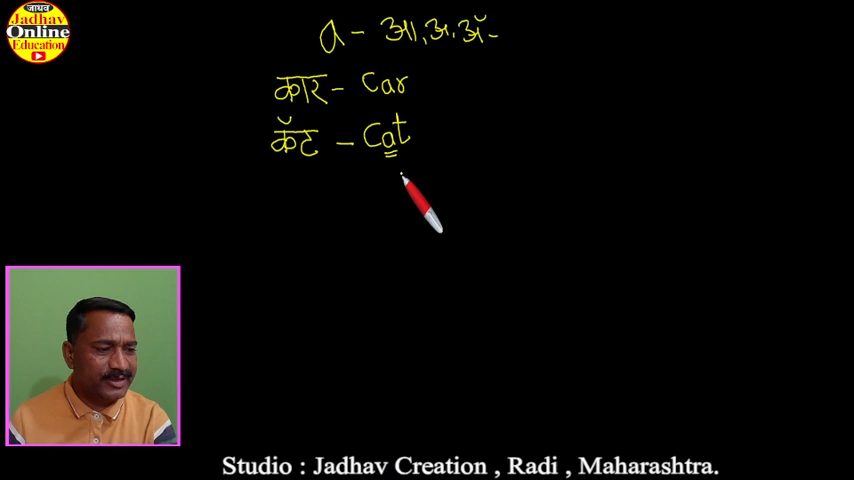 जाधव
Jadhav
Online
Education
a - आ, अ, अॅ -
कार - Car
कॅट - Cat
Studio : Jadhav Creation , Radi , Maharashtra.